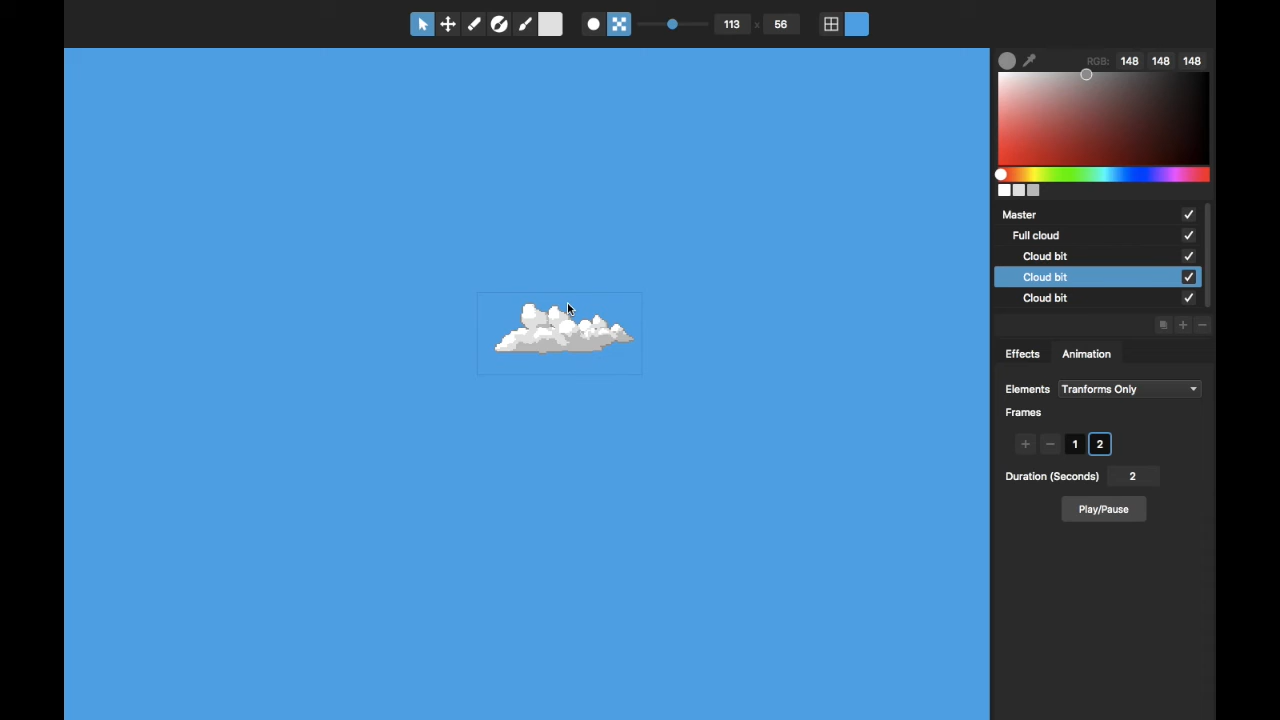 113 x 56
RGB: 148 148 148
Master
Full cloud
Cloud bit
Cloud bit
Cloud bit
Effects Animation
Elements Tranforms Only
Frames
+ − 1 2
Duration (Seconds) 2
Play/Pause